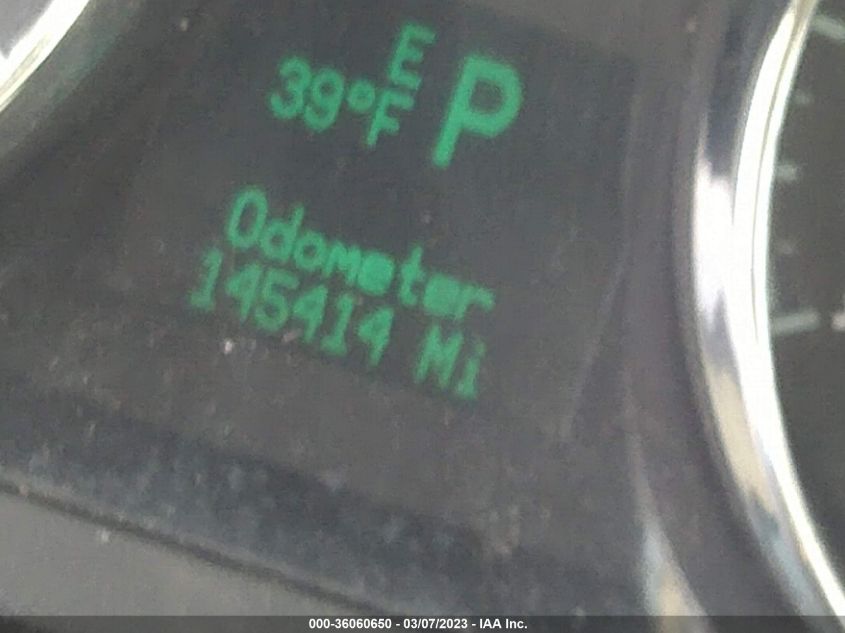 E
39°F P
Odometer
145414 Mi
000-36060650 - 03/07/2023 - IAA Inc.